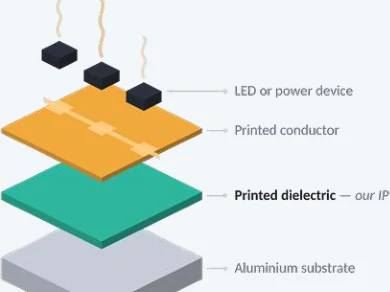 LED or power device
Printed conductor
Printed dielectric — our IP
Aluminium substrate